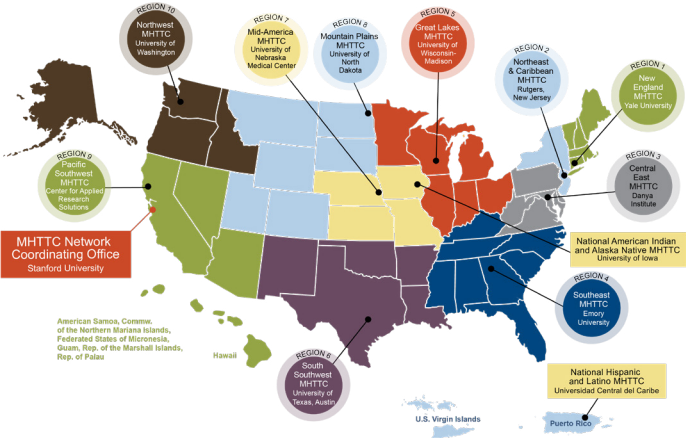 REGION 10
Northwest
MHTTC
University of
Washington
REGION 7
Mid-America
MHTTC
University of
Nebraska
Medical Center
REGION 8
Mountain Plains
MHTTC
University of
North
Dakota
REGION 5
Great Lakes
MHTTC
University of
Wisconsin-
Madison
REGION 2
Northeast
& Caribbean
MHTTC
Rutgers,
New Jersey
REGION 1
New
England
MHTTC
Yale University
REGION 9
Pacific
Southwest
MHTTC
Center for Applied
Research
Solutions
REGION 3
Central
East
MHTTC
Danya
Institute
MHTTC Network
Coordinating Office
Stanford University
National American Indian
and Alaska Native MHTTC
University of Iowa
REGION 4
Southeast
MHTTC
Emory
University
American Samoa, Commw.
of the Northern Mariana Islands,
Federated States of Micronesia,
Guam, Rep. of the Marshall Islands,
Rep. of Palau
Hawaii
REGION 6
South
Southwest
MHTTC
University of
Texas, Austin
National Hispanic
and Latino MHTTC
Universidad Central del Caribe
U.S. Virgin Islands
Puerto Rico